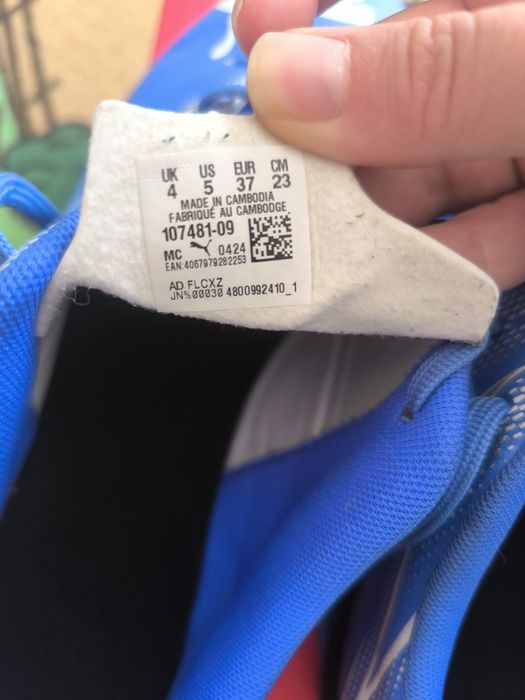 UK US EUR CM
4 5 37 23
MADE IN CAMBODIA
FABRIQUÉ AU CAMBODGE
107481-09
MC 0424
EAN:4067979282253
AD FLCXZ
JN%00030 4800992410_1